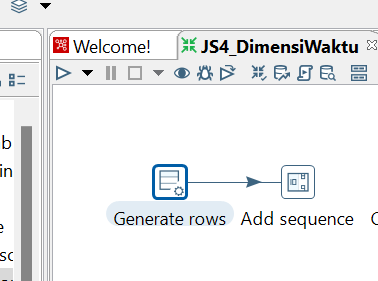 Welcome!
JS4_DimensiWaktu
Generate rows
Add sequence